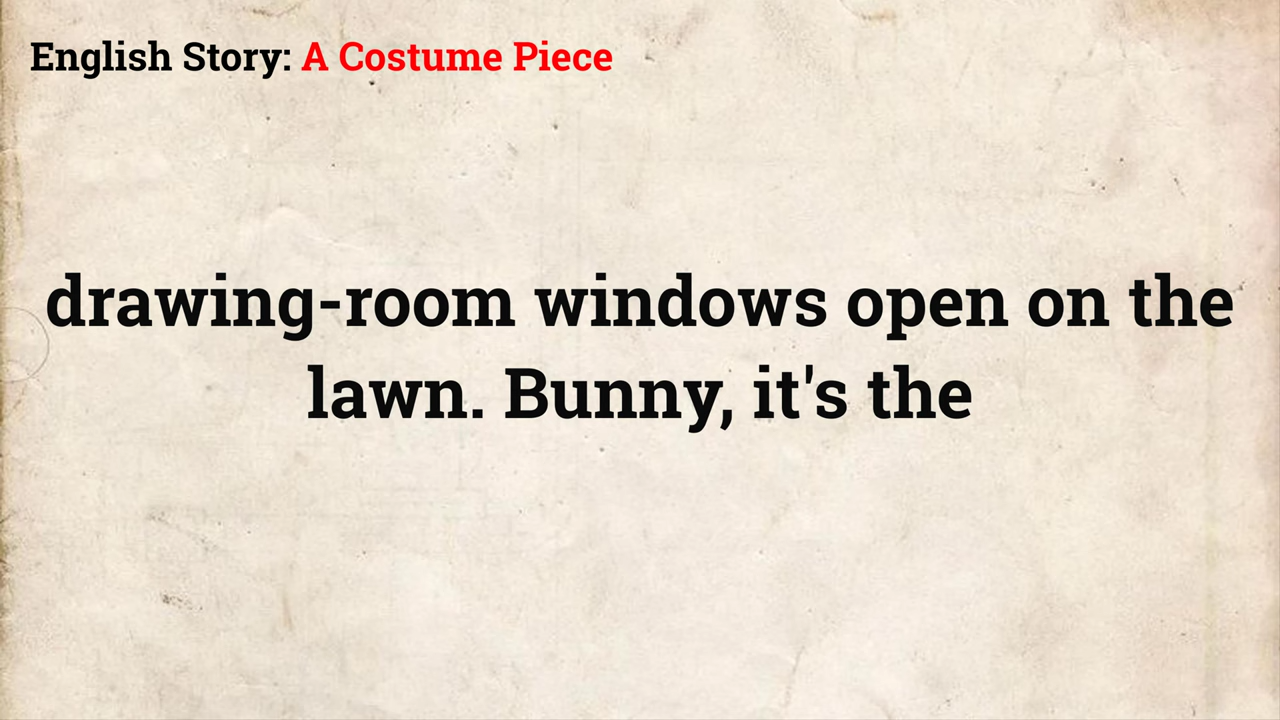 English Story: A Costume Piece
drawing-room windows open on the
lawn. Bunny, it's the